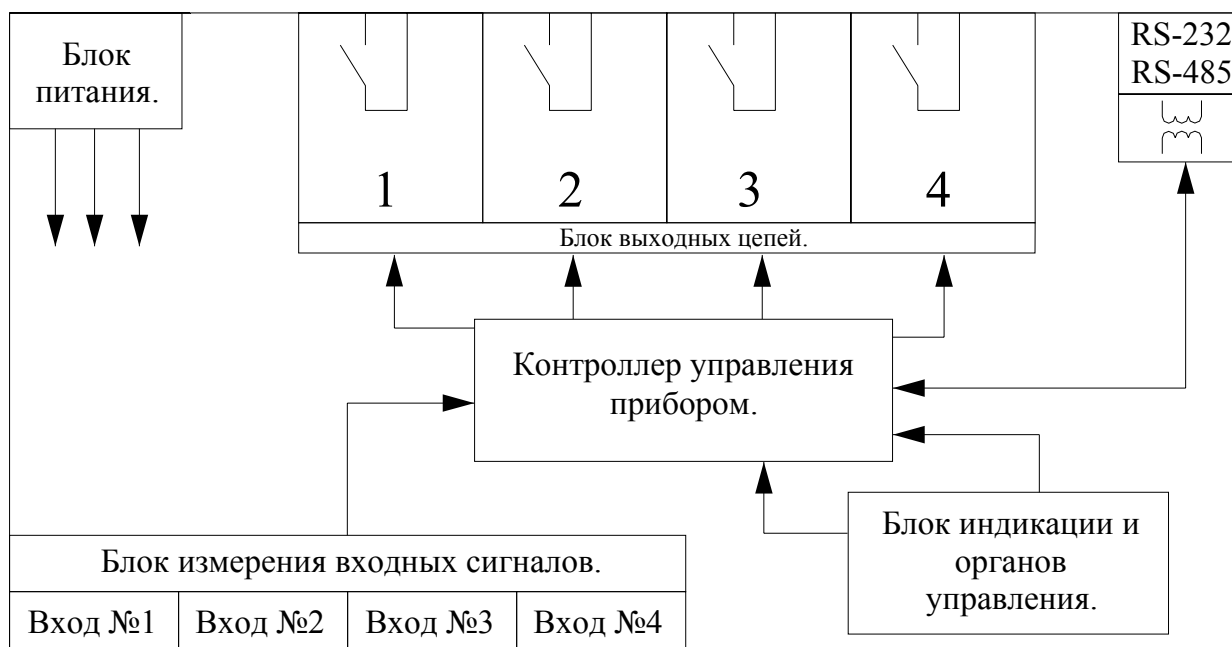 Блок
питания.
RS-232
RS-485
1
2
3
4
Блок выходных цепей.
Контроллер управления
прибором.
Блок индикации и
органов
управления.
Блок измерения входных сигналов.
Вход №1
Вход №2
Вход №3
Вход №4